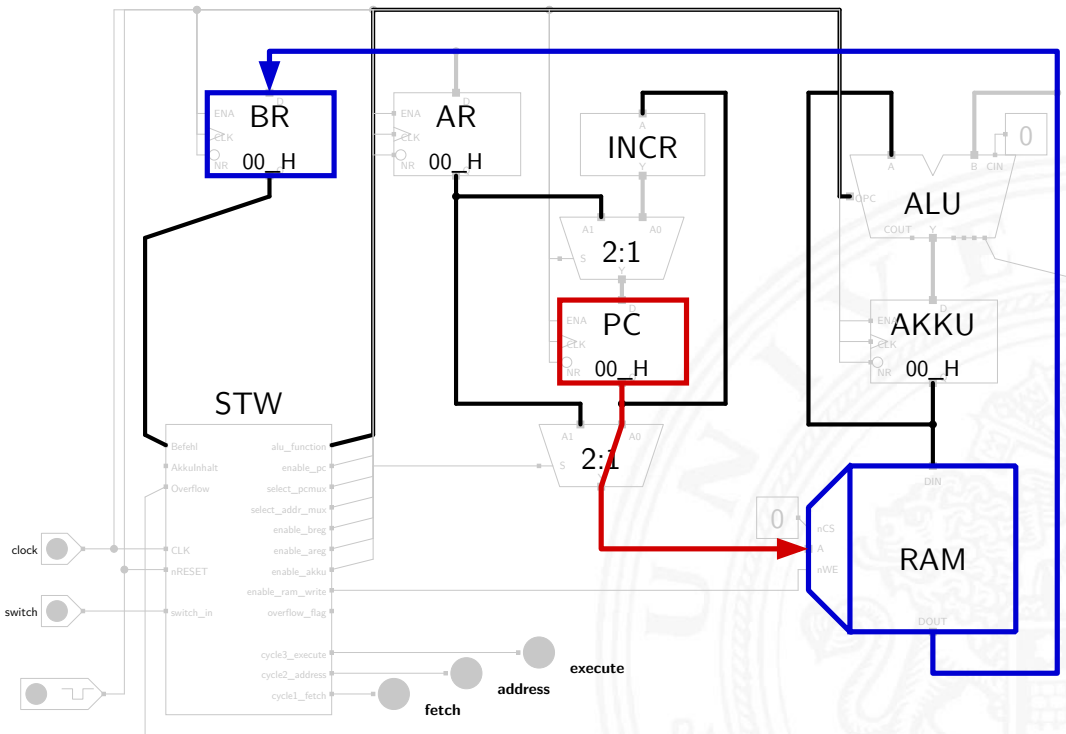 D
BR
ENA
CLK
00_H
NR
AR
ENA
CLK
00_H
NR
A
INCR
Y
A1
A0
2:1
S
Y
D
PC
ENA
CLK
00_H
NR
A1
A0
2:1
S
0
A
B
CIN
OPC
ALU
COUT
Y
D
AKKU
ENA
CLK
00_H
NR
STW
Befehl
AkkuInhalt
Overflow
CLK
nRESET
switch_in
alu_function
enable_pc
select_pcmux
select_addr_mux
enable_breg
enable_areg
enable_akku
enable_ram_write
overflow_flag
cycle3_execute
cycle2_address
cycle1_fetch
clock
switch
execute
address
fetch
0
nCS
A
nWE
DIN
RAM
DOUT
UNIVE